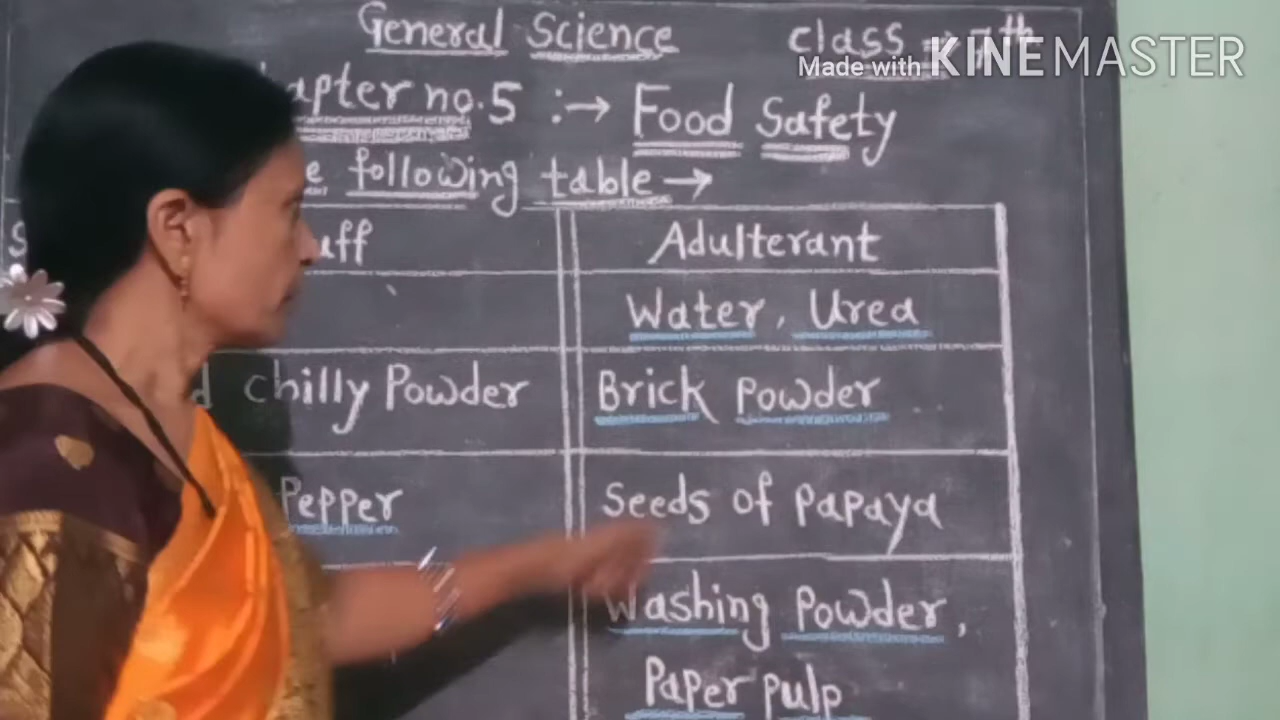 General Science class → 7th
Made with KINEMASTER
apter no.5 :→ Food Safety
e following table →
uff Adulterant
Water, Urea
d chilly Powder Brick Powder
Pepper Seeds of Papaya
Washing Powder,
Paper pulp